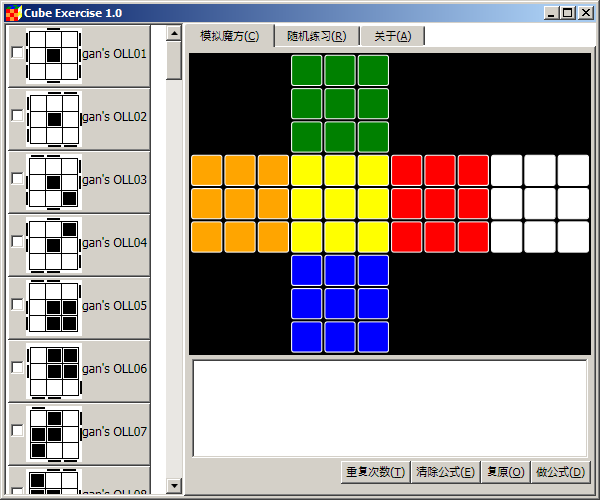 Cube Exercise 1.0
模拟魔方(C)
随机练习(R)
关于(A)
gan's OLL01
gan's OLL02
gan's OLL03
gan's OLL04
gan's OLL05
gan's OLL06
gan's OLL07
gan's OLL08
重复次数(T)
清除公式(E)
复原(O)
做公式(D)